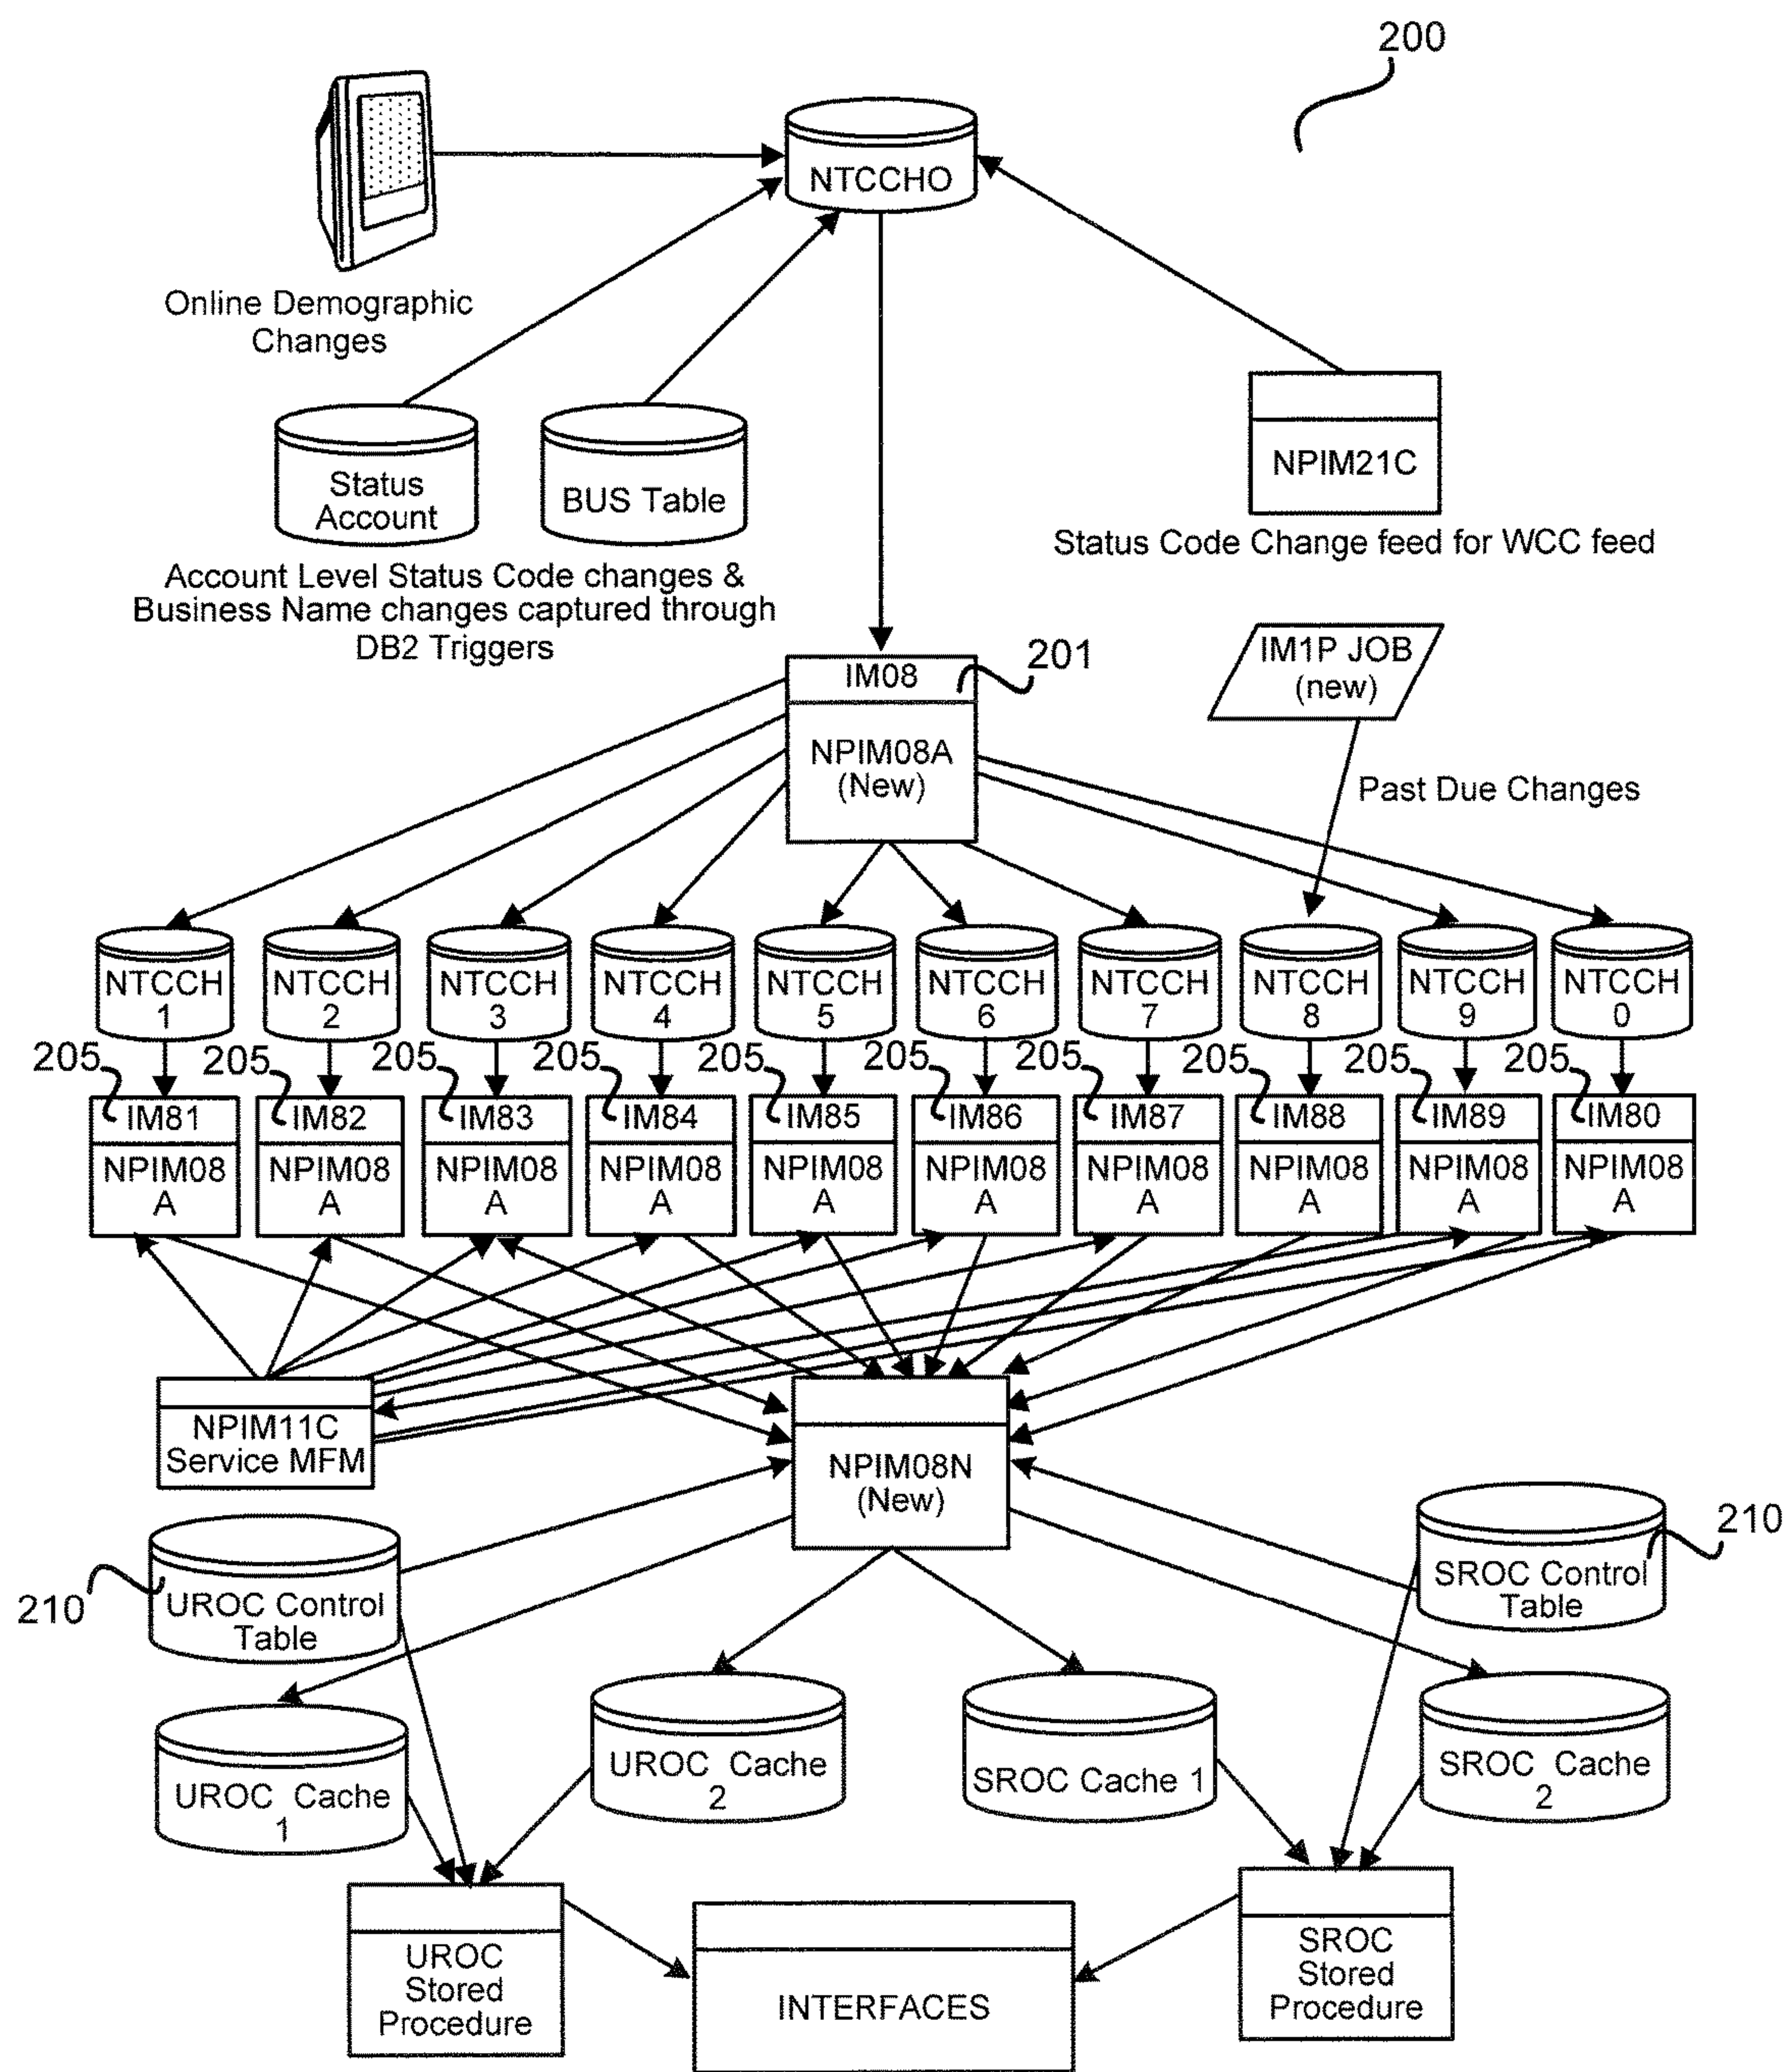 200
NTCCHO
Online Demographic
Changes
Status
Account
BUS Table
NPIM21C
Status Code Change feed for WCC feed
Account Level Status Code changes &
Business Name changes captured through
DB2 Triggers
IM08
201
NPIM08A
(New)
IM1P JOB
(new)
Past Due Changes
NTCCH
1
NTCCH
2
NTCCH
3
NTCCH
4
NTCCH
5
NTCCH
6
NTCCH
7
NTCCH
8
NTCCH
9
NTCCH
0
205
205
205
205
205
205
205
205
205
205
IM81
IM82
IM83
IM84
IM85
IM86
IM87
IM88
IM89
IM80
NPIM08
A
NPIM08
A
NPIM08
A
NPIM08
A
NPIM08
A
NPIM08
A
NPIM08
A
NPIM08
A
NPIM08
A
NPIM08
A
NPIM11C
Service MFM
NPIM08N
(New)
210
UROC Control
Table
SROC Control
Table
210
UROC Cache
1
UROC Cache
2
SROC Cache 1
SROC Cache
2
UROC
Stored
Procedure
INTERFACES
SROC
Stored
Procedure